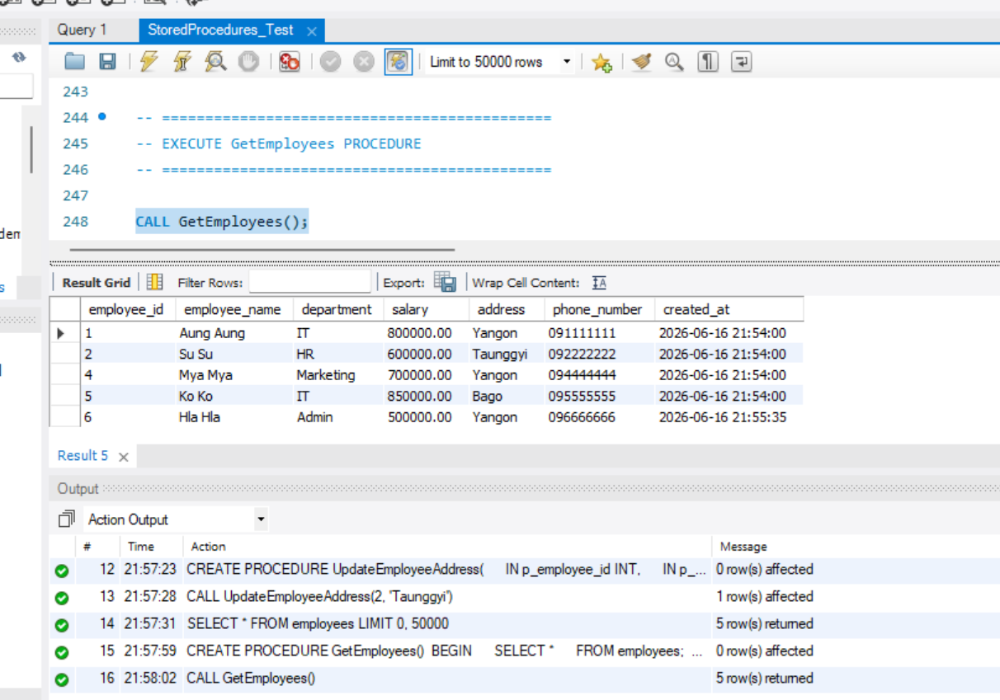 Query 1 StoredProcedures_Test
Limit to 50000 rows
243
244 -- =============================================
245 -- EXECUTE GetEmployees PROCEDURE
246 -- =============================================
247
248 CALL GetEmployees();
Result Grid Filter Rows: Export: Wrap Cell Content:
employee_id employee_name department salary address phone_number created_at
1 Aung Aung IT 800000.00 Yangon 091111111 2026-06-16 21:54:00
2 Su Su HR 600000.00 Taunggyi 092222222 2026-06-16 21:54:00
4 Mya Mya Marketing 700000.00 Yangon 094444444 2026-06-16 21:54:00
5 Ko Ko IT 850000.00 Bago 095555555 2026-06-16 21:54:00
6 Hla Hla Admin 500000.00 Yangon 096666666 2026-06-16 21:55:35
Result 5
Output
Action Output
# Time Action Message
12 21:57:23 CREATE PROCEDURE UpdateEmployeeAddress( IN p_employee_id INT, IN p_... 0 row(s) affected
13 21:57:28 CALL UpdateEmployeeAddress(2, 'Taunggyi') 1 row(s) affected
14 21:57:31 SELECT * FROM employees LIMIT 0, 50000 5 row(s) returned
15 21:57:59 CREATE PROCEDURE GetEmployees() BEGIN SELECT * FROM employees; ... 0 row(s) affected
16 21:58:02 CALL GetEmployees() 5 row(s) returned